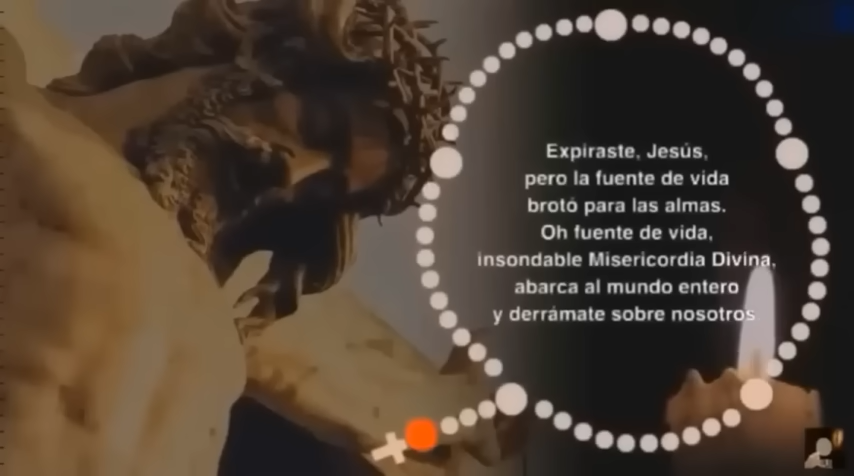 Expiraste, Jesús,
pero la fuente de vida
brotó para las almas.
Oh fuente de vida,
insondable Misericordia Divina,
abarca al mundo entero
y derrámate sobre nosotros